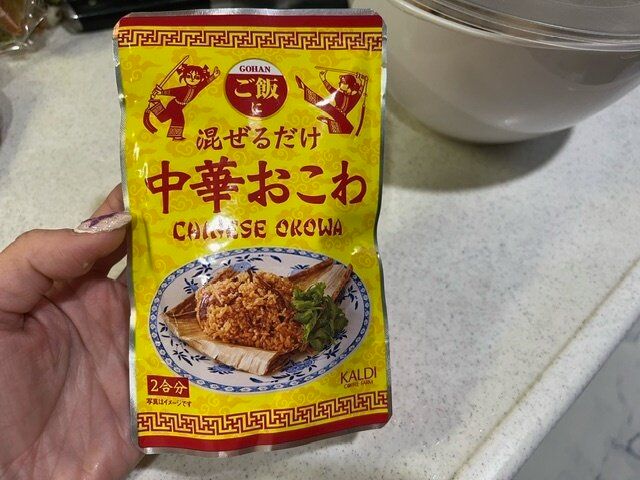 GOHAN
ご飯
に
混ぜるだけ
中華おこわ
CHINESE OKOWA
KALDI
COFFEE FARM
2合分
写真はイメージです